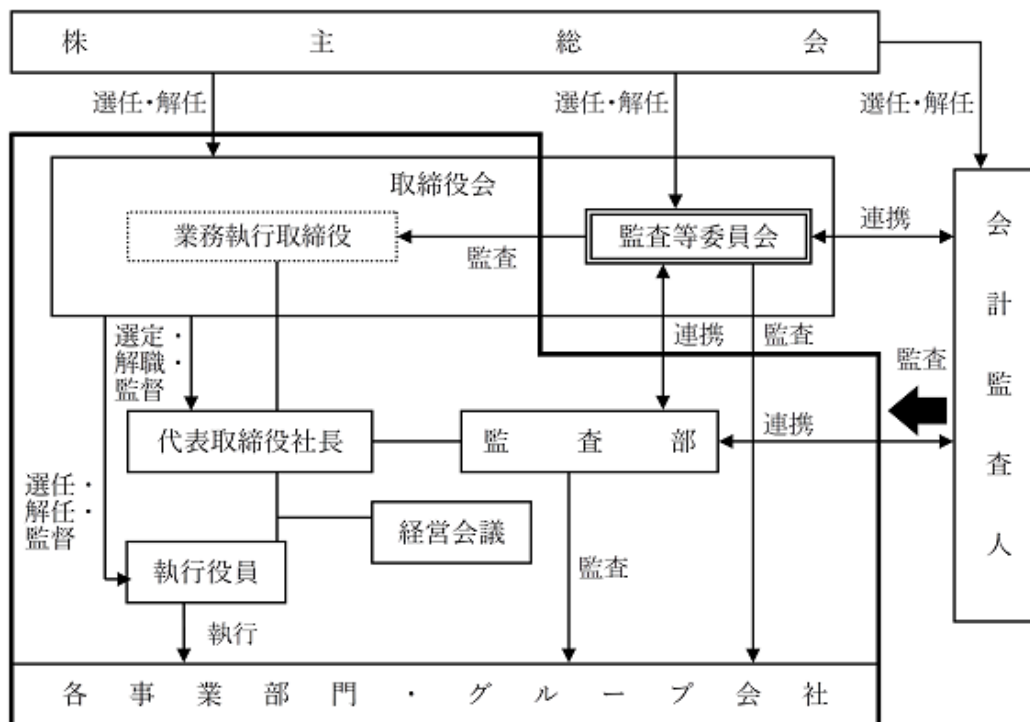 株主総会
選任・解任
選任・解任
選任・解任
取締役会
業務執行取締役
監査
監査等委員会
連携
会計監査人
選定・
解職・
監督
連携
監査
監査
代表取締役社長
監査部
連携
選任・
解任・
監督
経営会議
執行役員
監査
執行
各事業部門・グループ会社